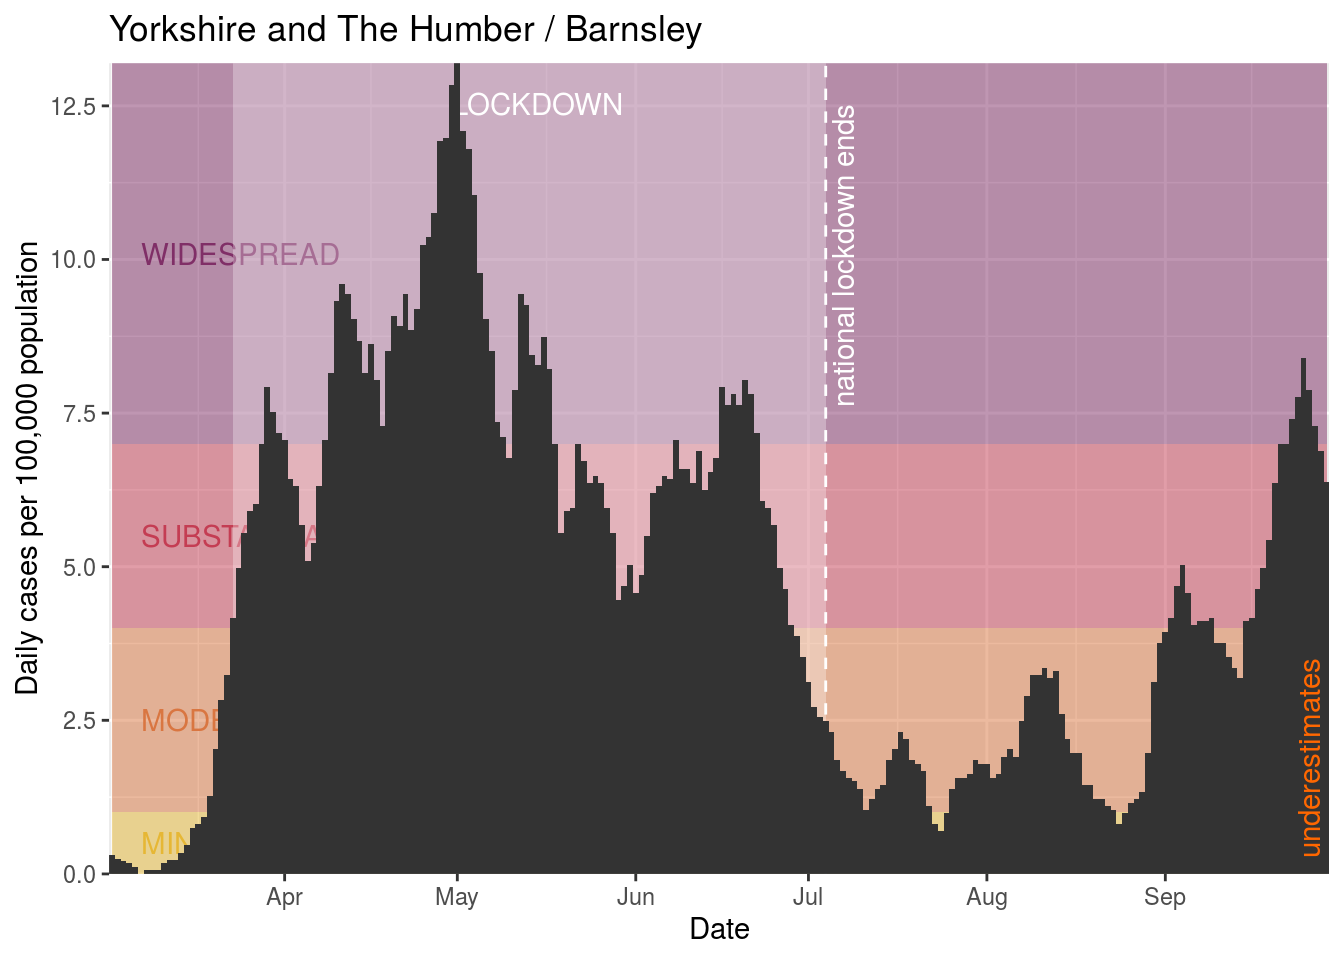 Yorkshire and The Humber / Barnsley
12.5
10.0
7.5
5.0
2.5
0.0
Daily cases per 100,000 population
LOCKDOWN
national lockdown ends
WIDESPREAD
underestimates
Apr
May
Jun
Jul
Aug
Sep
Date